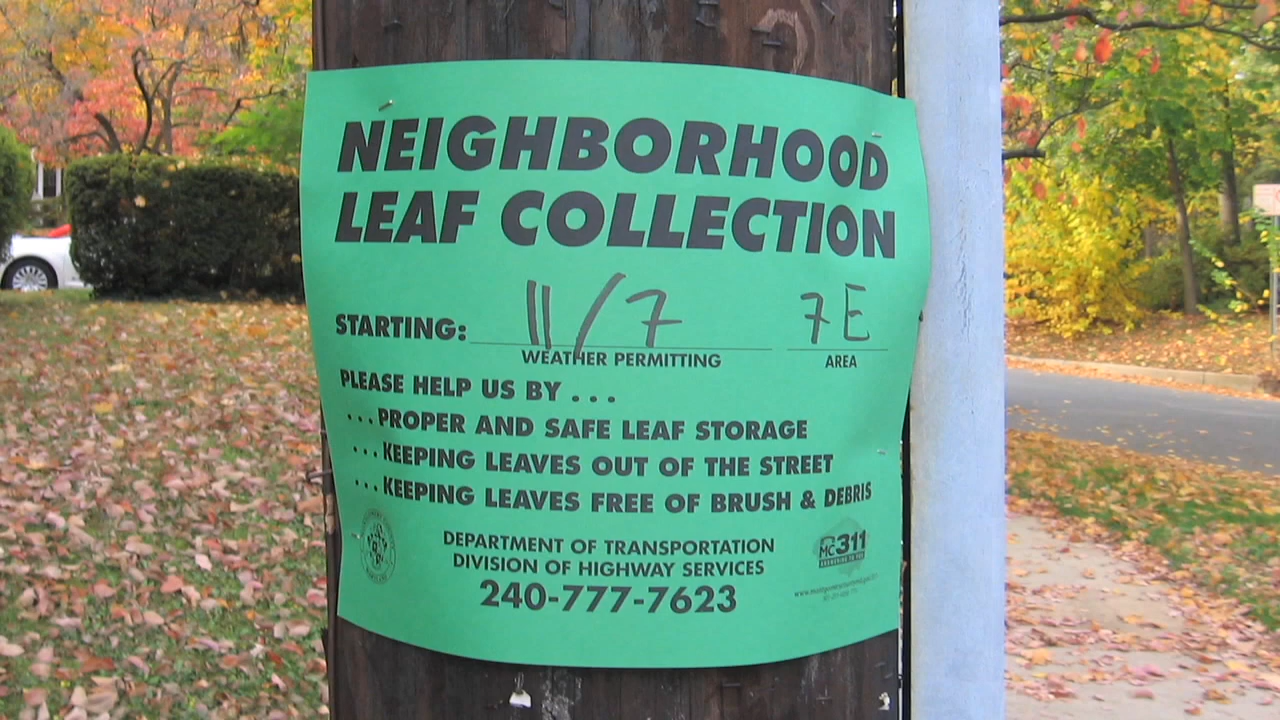 NEIGHBORHOOD
LEAF COLLECTION
STARTING: 11/7 7E
WEATHER PERMITTING AREA
PLEASE HELP US BY . . .
. . . PROPER AND SAFE LEAF STORAGE
. . . KEEPING LEAVES OUT OF THE STREET
. . . KEEPING LEAVES FREE OF BRUSH & DEBRIS
DEPARTMENT OF TRANSPORTATION
DIVISION OF HIGHWAY SERVICES
240-777-7623
MC311